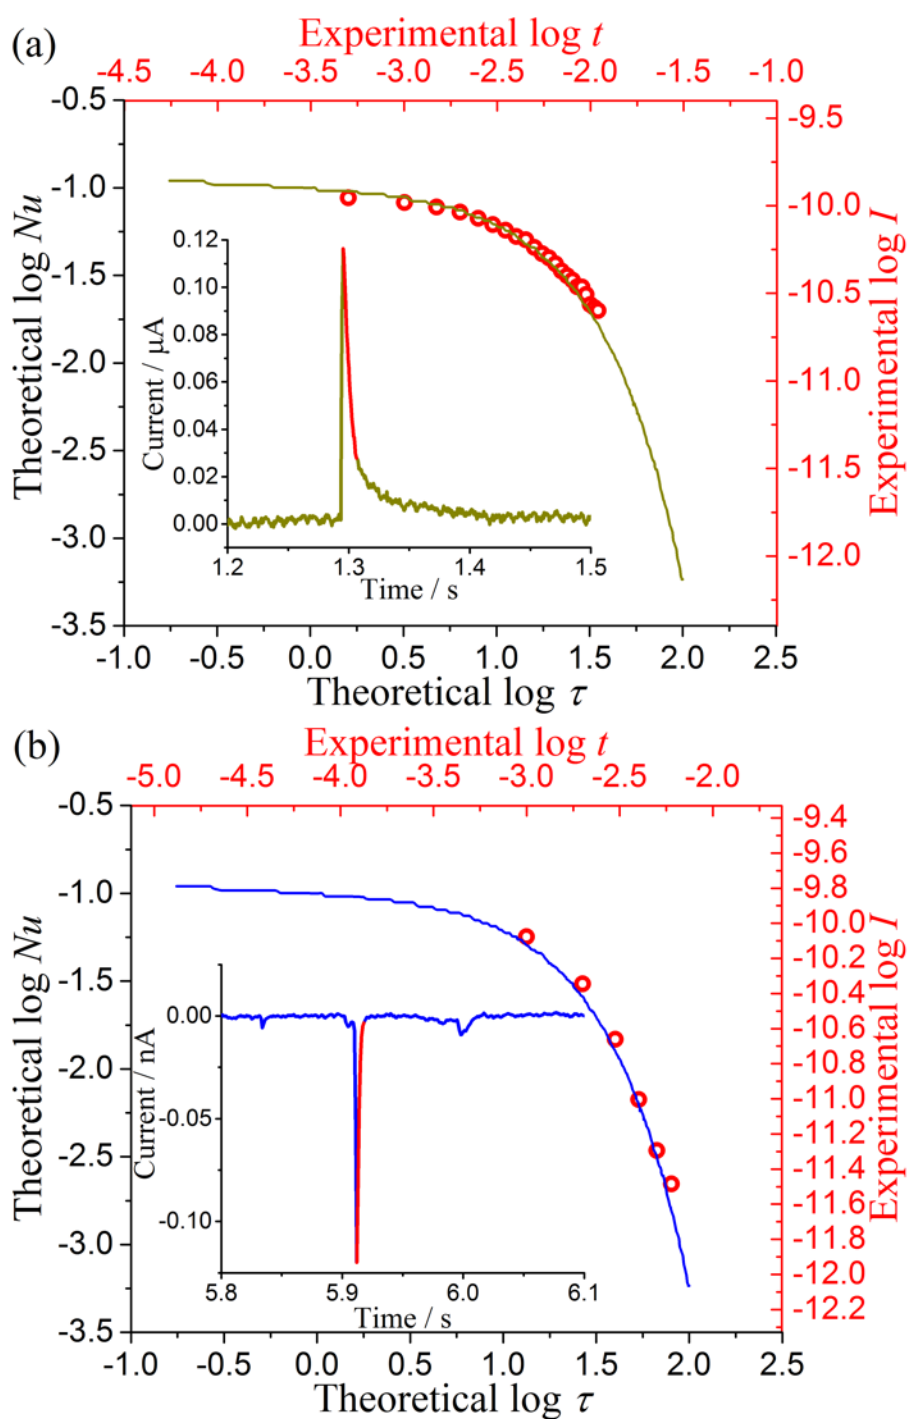 (a)
Experimental log t
-4.5 -4.0 -3.5 -3.0 -2.5 -2.0 -1.5 -1.0
-0.5
-1.0
-1.5
-2.0
-2.5
-3.0
-3.5
Theoretical log Nu
-9.5
-10.0
-10.5
-11.0
-11.5
-12.0
Experimental log I
0.12
0.10
0.08
0.06
0.04
0.02
0.00
Current / µA
1.2 1.3 1.4 1.5
Time / s
-1.0 -0.5 0.0 0.5 1.0 1.5 2.0 2.5
Theoretical log τ
(b)
Experimental log t
-5.0 -4.5 -4.0 -3.5 -3.0 -2.5 -2.0
-0.5
-1.0
-1.5
-2.0
-2.5
-3.0
-3.5
Theoretical log Nu
-9.4
-9.6
-9.8
-10.0
-10.2
-10.4
-10.6
-10.8
-11.0
-11.2
-11.4
-11.6
-11.8
-12.0
-12.2
Experimental log I
0.00
-0.05
-0.10
Current / nA
5.8 5.9 6.0 6.1
Time / s
-1.0 -0.5 0.0 0.5 1.0 1.5 2.0 2.5
Theoretical log τ